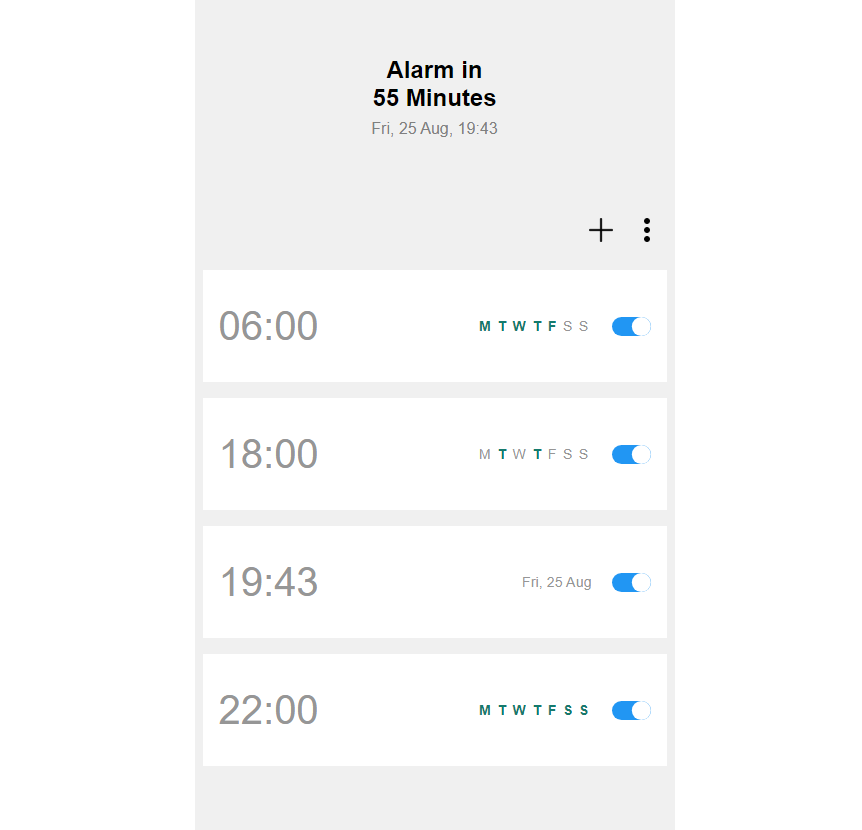 Alarm in
55 Minutes
Fri, 25 Aug, 19:43
06:00 M T W T F S S
18:00 M T W T F S S
19:43 Fri, 25 Aug
22:00 M T W T F S S